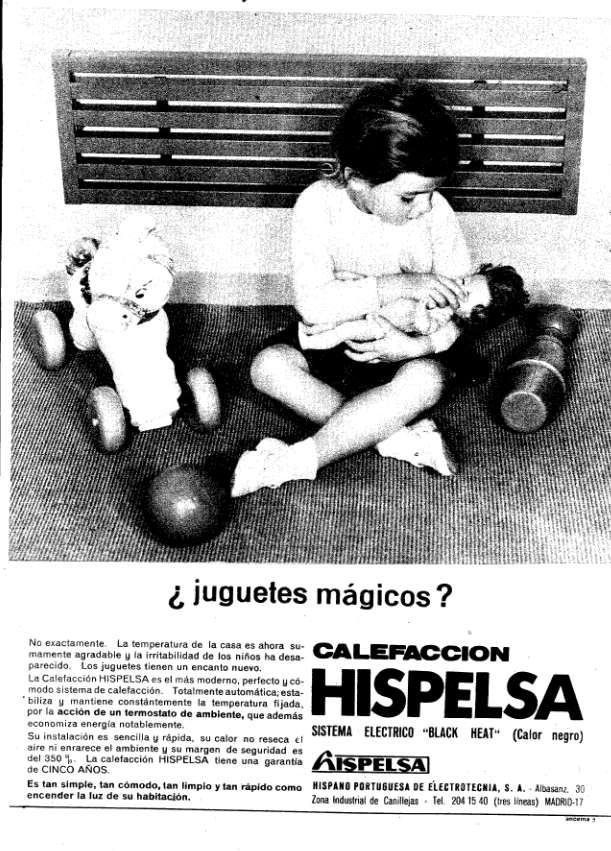 ¿ juguetes mágicos ?
No exactamente. La temperatura de la casa es ahora su-
mamente agradable y la irritabilidad de los niños ha desa-
parecido. Los juguetes tienen un encanto nuevo.
La Calefacción HISPELSA es el más moderno, perfecto y có-
modo sistema de calefacción. Totalmente automática; esta-
biliza y mantiene constántemente la temperatura fijada,
por la acción de un termostato de ambiente, que además
economiza energía notablemente.
Su instalación es sencilla y rápida, su calor no reseca el
aire ni enrarece el ambiente y su margen de seguridad es
del 350 %. La calefacción HISPELSA tiene una garantía
de CINCO AÑOS.
Es tan simple, tan cómodo, tan limpio y tan rápido como
encender la luz de su habitación.
CALEFACCION
HISPELSA
SISTEMA ELECTRICO "BLACK HEAT" (Calor negro)
HISPELSA
HISPANO PORTUGUESA DE ELECTROTECNIA, S. A. - Albasanz, 30
Zona Industrial de Canillejas - Tel. 204 15 40 (tres líneas) MADRID-17